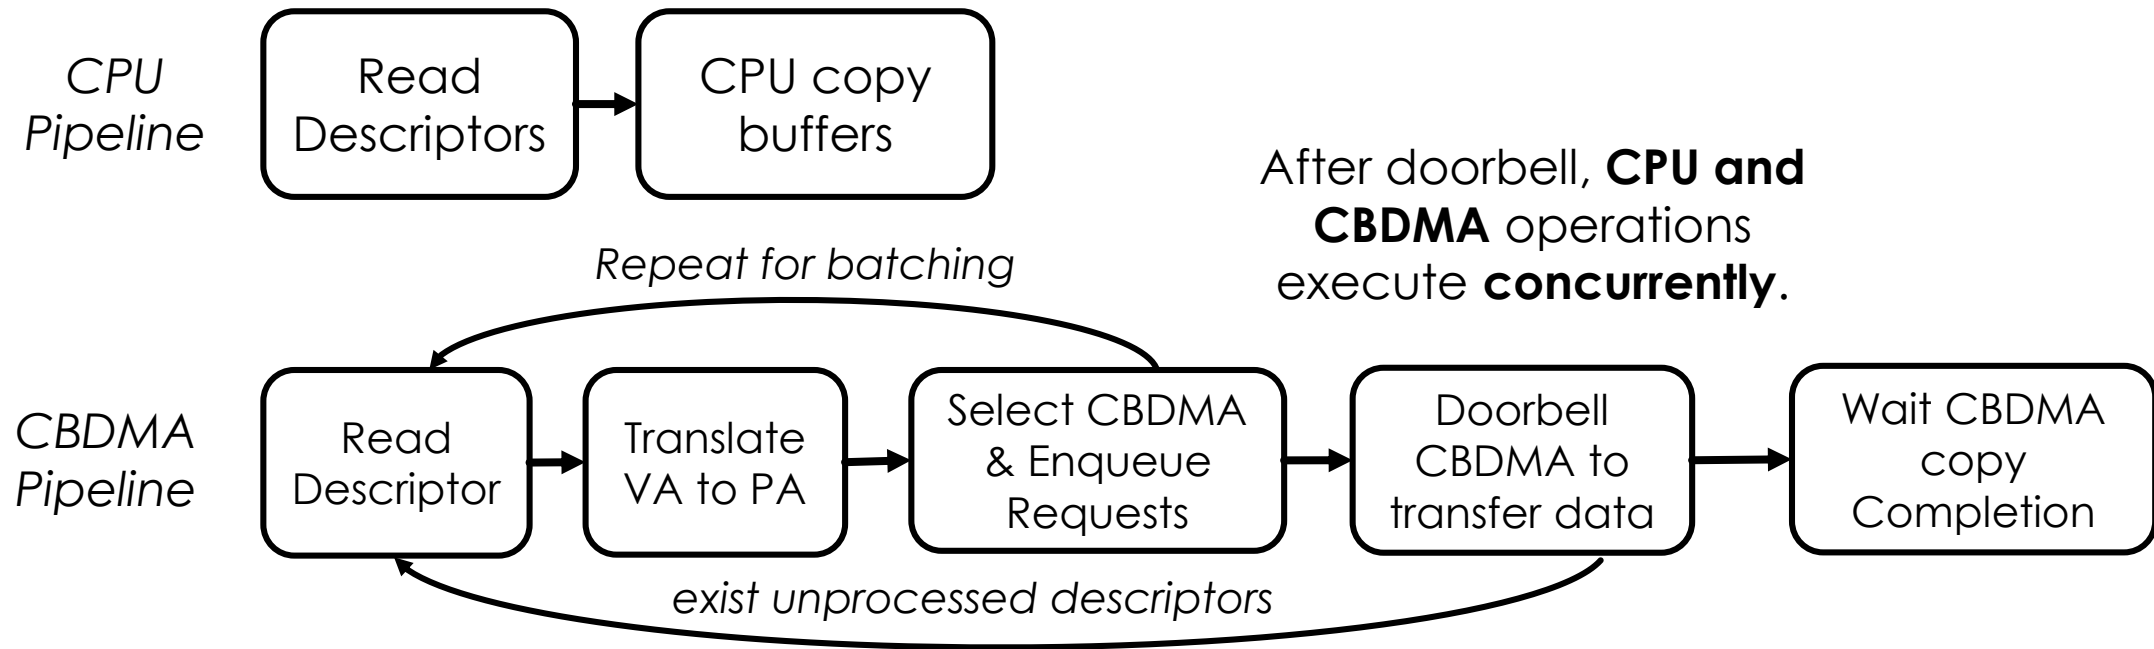 CPU
Pipeline
Read
Descriptors
CPU copy
buffers
After doorbell, CPU and
CBDMA operations
execute concurrently.
Repeat for batching
CBDMA
Pipeline
Read
Descriptor
Translate
VA to PA
Select CBDMA
& Enqueue
Requests
Doorbell
CBDMA to
transfer data
Wait CBDMA
copy
Completion
exist unprocessed descriptors